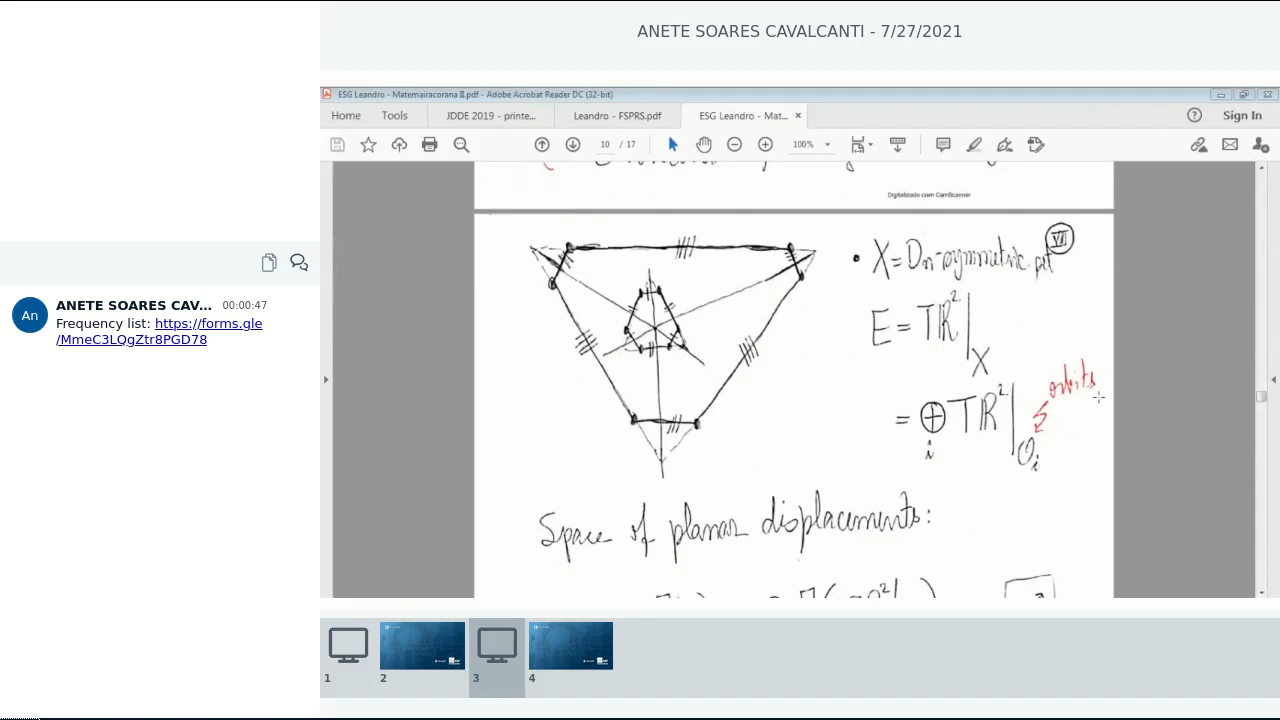 ANETE SOARES CAVALCANTI - 7/27/2021
ANETE SOARES CAV... 00:00:47
An
Frequency list: https://forms.gle
/MmeC3LQgZtr8PGD78
ESG Leandro - Matemairacorana II.pdf - Adobe Acrobat Reader DC (32-bit)
Home Tools JDDE 2019 - printe... Leandro - FSPRS.pdf ESG Leandro - Mat... × Sign In
10 / 17 100%
Digitalizado com CamScanner
• X = Dn-symmetric pct VII
E = Tℝ²|X
= ⊕i Tℝ²|Oi orbits
Space of planar displacements:
1 2 3 4